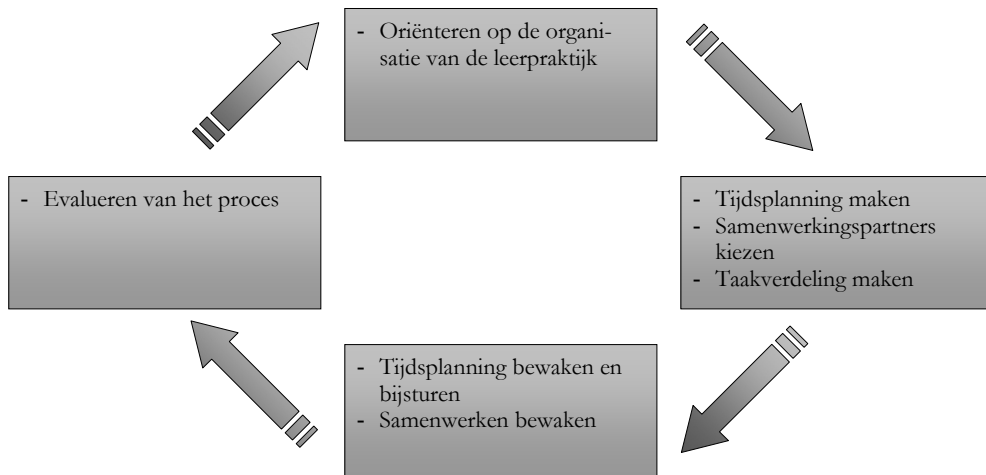 - Oriënteren op de organi-
satie van de leerpraktijk
- Evalueren van het proces
- Tijdsplanning maken
- Samenwerkingspartners
kiezen
- Taakverdeling maken
- Tijdsplanning bewaken en
bijsturen
- Samenwerken bewaken